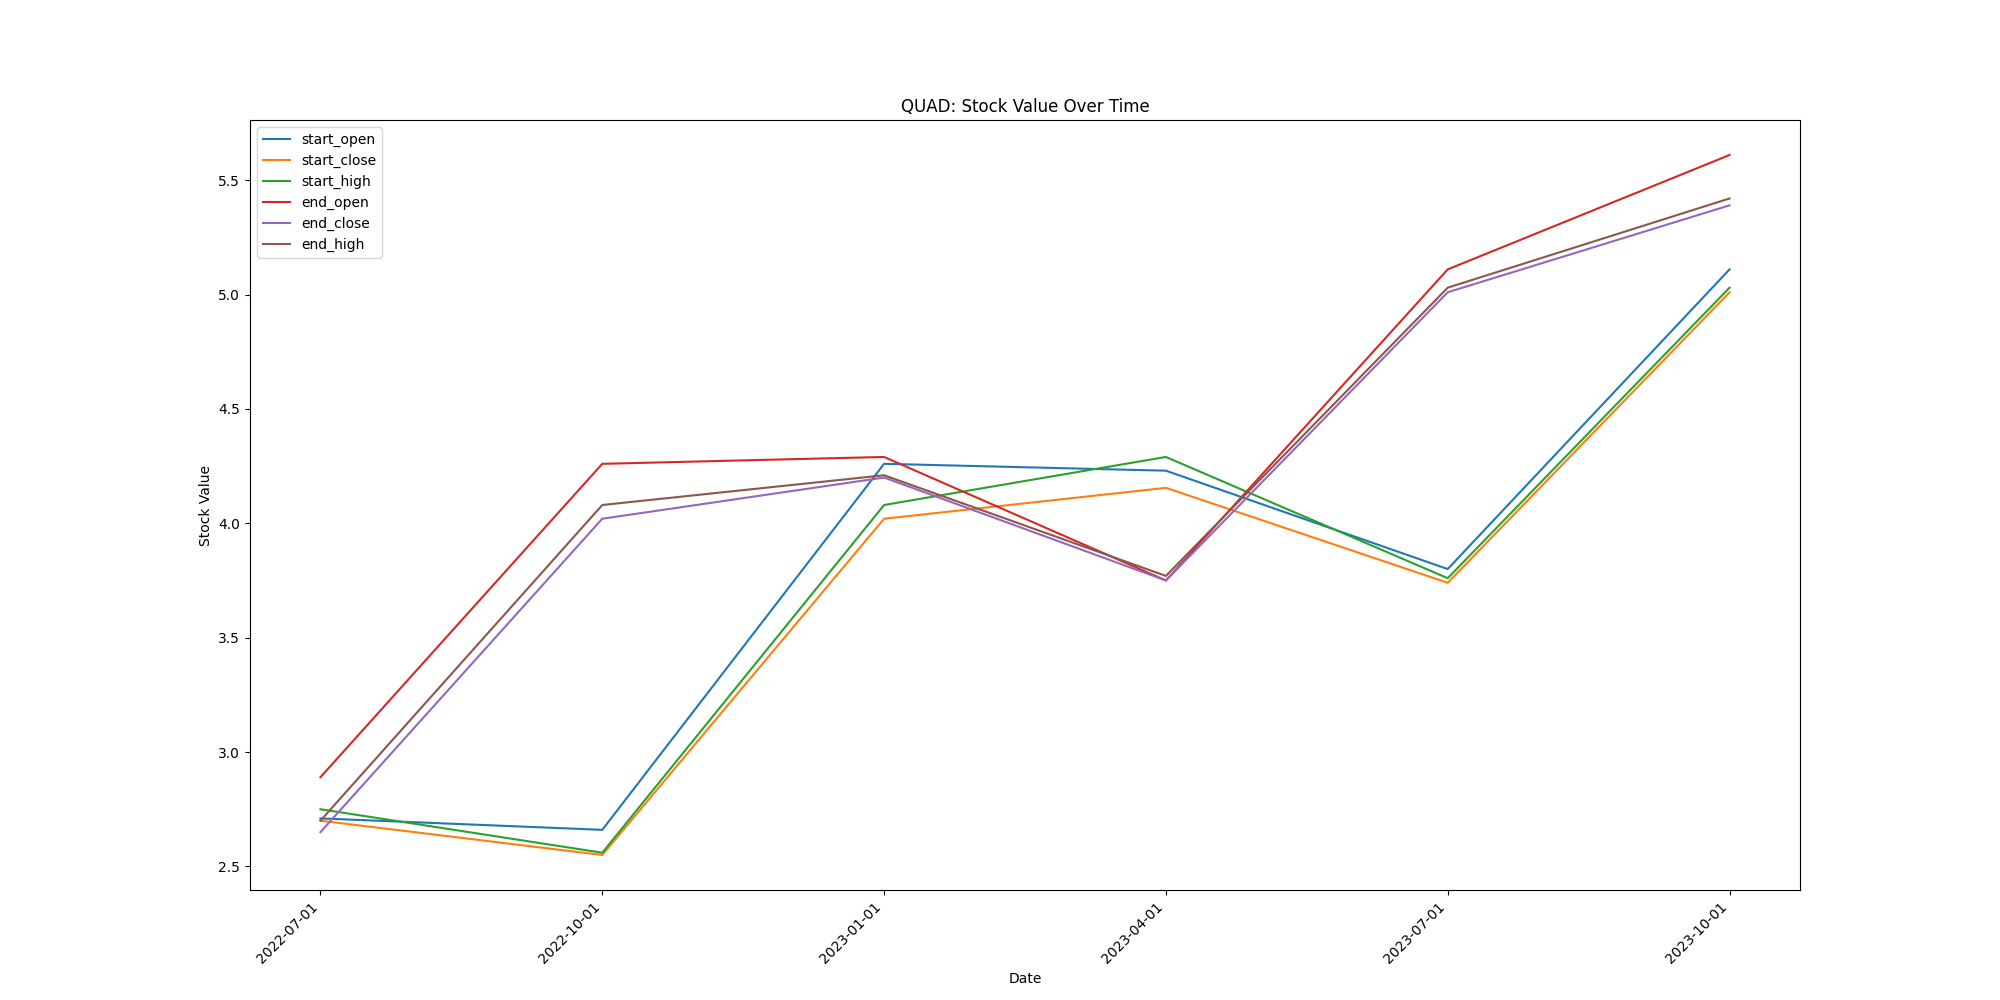 QUAD: Stock Value Over Time
start_open
start_close
start_high
end_open
end_close
end_high
5.5
5.0
4.5
4.0
3.5
3.0
2.5
Stock Value
2022-07-01
2022-10-01
2023-01-01
2023-04-01
2023-07-01
2023-10-01
Date